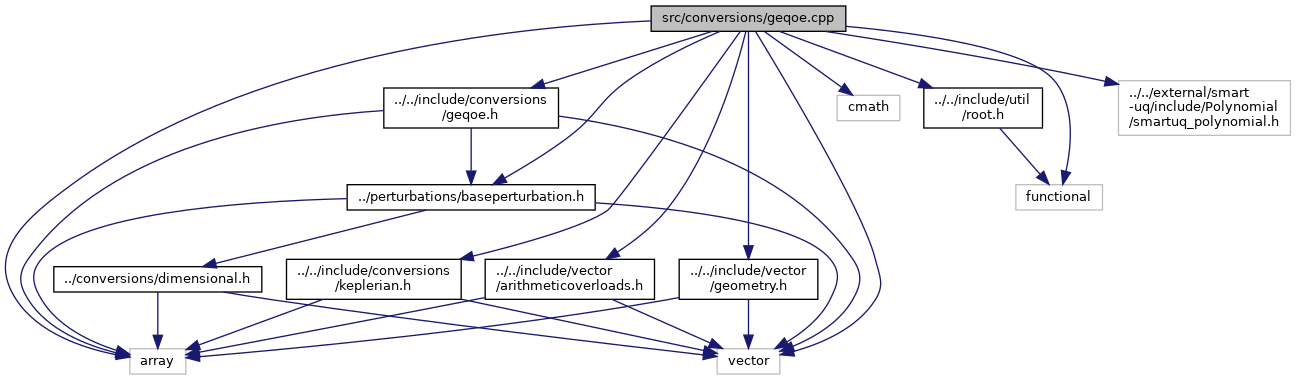 src/conversions/geqoe.cpp
../../include/conversions
/geqoe.h
cmath
../../include/util
/root.h
../../external/smart
-uq/include/Polynomial
/smartuq_polynomial.h
../perturbations/baseperturbation.h
functional
../conversions/dimensional.h
../../include/conversions
/keplerian.h
../../include/vector
/arithmeticoverloads.h
../../include/vector
/geometry.h
array
vector